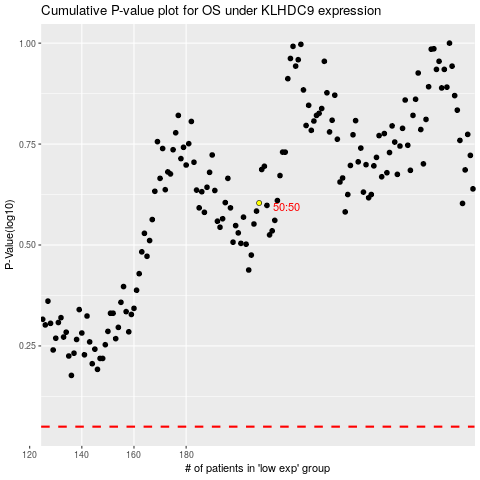 Cumulative P-value plot for OS under KLHDC9 expression
P-Value(log10)
1.00
0.75
0.50
0.25
50:50
120 140 160 180
# of patients in 'low exp' group